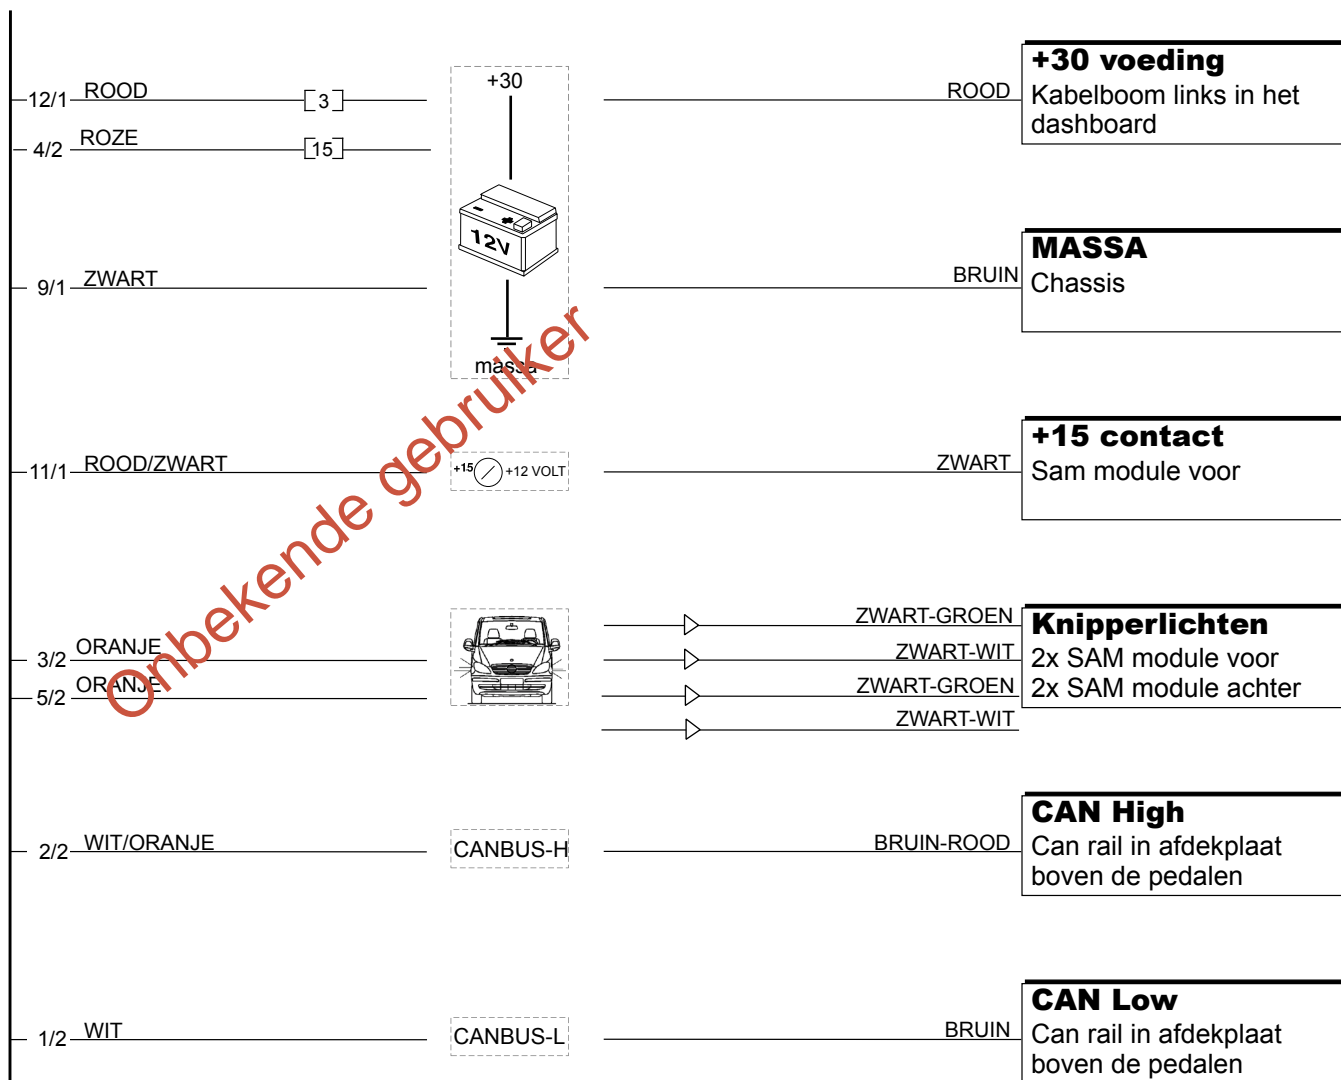 +30 voeding
Kabelboom links in het
dashboard
12/1 ROOD [3] +30 ROOD
4/2 ROZE [15]
12V
MASSA
Chassis
9/1 ZWART BRUIN
massa
+15 contact
Sam module voor
11/1 ROOD/ZWART +15 +12 VOLT ZWART
Onbekende gebruiker
Knipperlichten
2x SAM module voor
2x SAM module achter
ZWART-GROEN
3/2 ORANJE ZWART-WIT
5/2 ORANJE ZWART-GROEN
ZWART-WIT
CAN High
Can rail in afdekplaat
boven de pedalen
2/2 WIT/ORANJE CANBUS-H BRUIN-ROOD
CAN Low
Can rail in afdekplaat
boven de pedalen
1/2 WIT CANBUS-L BRUIN